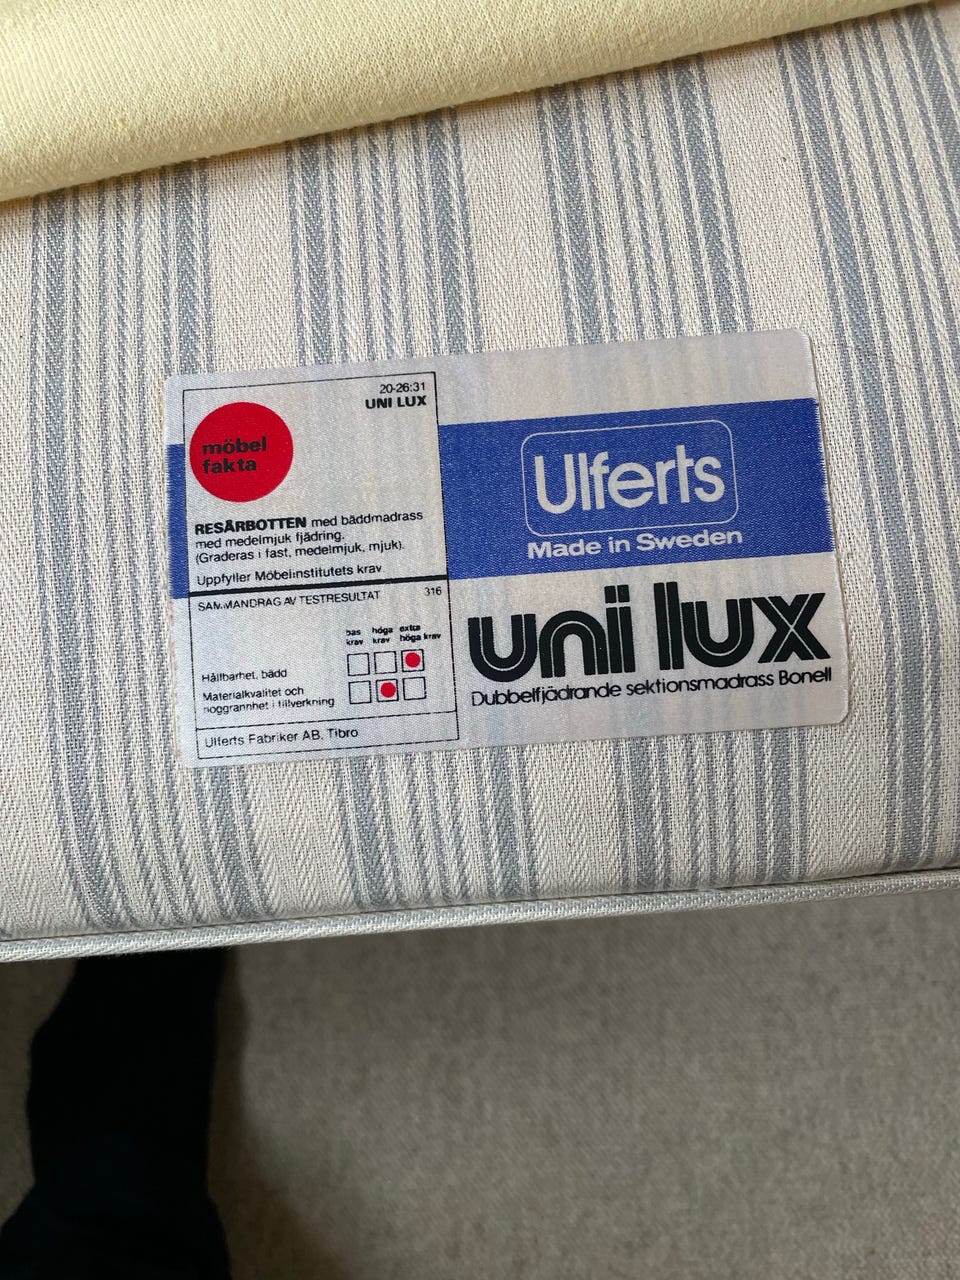 20-26:31
UNI LUX
möbel
fakta
RESÅRBOTTEN med bäddmadrass
med medelmjuk fjädring.
(Graderas i fast, medelmjuk, mjuk).
Uppfyller Möbelinstitutets krav
SAMMANDRAG AV TESTRESULTAT 316
bas höga extra
krav krav höga krav
Hållbarhet, bädd
Materialkvalitet och
noggrannhet i tillverkning
Ulferts Fabriker AB, Tibro
Ulferts
Made in Sweden
uni lux
Dubbelfjädrande sektionsmadrass Bonell